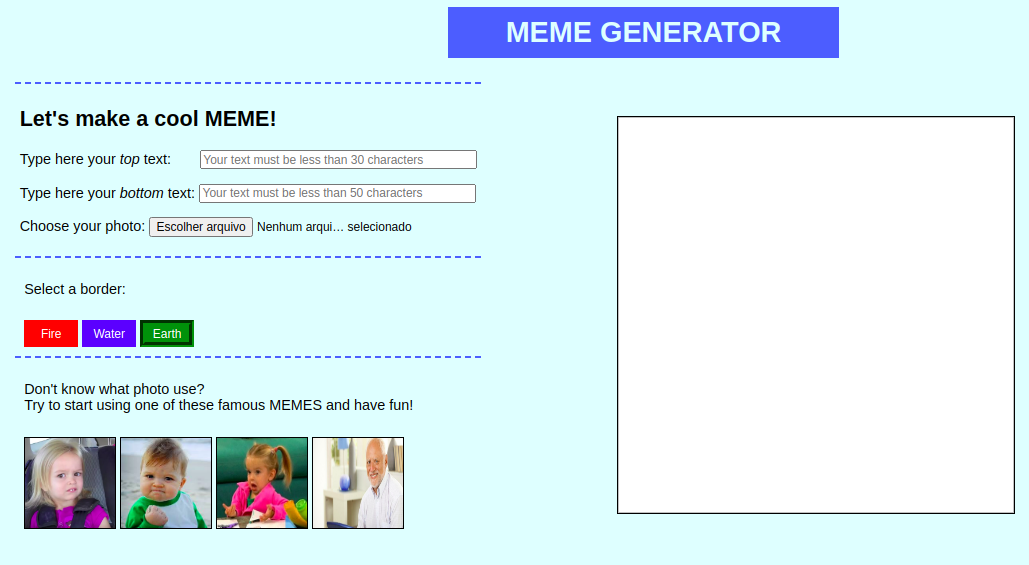 MEME GENERATOR
Let's make a cool MEME!
Type here your top text: Your text must be less than 30 characters
Type here your bottom text: Your text must be less than 50 characters
Choose your photo: Escolher arquivo Nenhum arqui… selecionado
Select a border:
Fire Water Earth
Don't know what photo use?
Try to start using one of these famous MEMES and have fun!